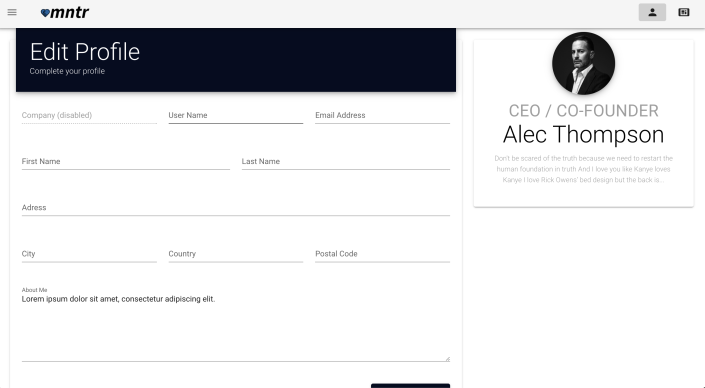 mntr
Edit Profile
Complete your profile
Company (disabled)
User Name
Email Address
First Name
Last Name
Adress
City
Country
Postal Code
About Me
Lorem ipsum dolor sit amet, consectetur adipiscing elit.
CEO / CO-FOUNDER
Alec Thompson
Don't be scared of the truth because we need to restart the
human foundation in truth And I love you like Kanye loves
Kanye I love Rick Owens' bed design but the back is...